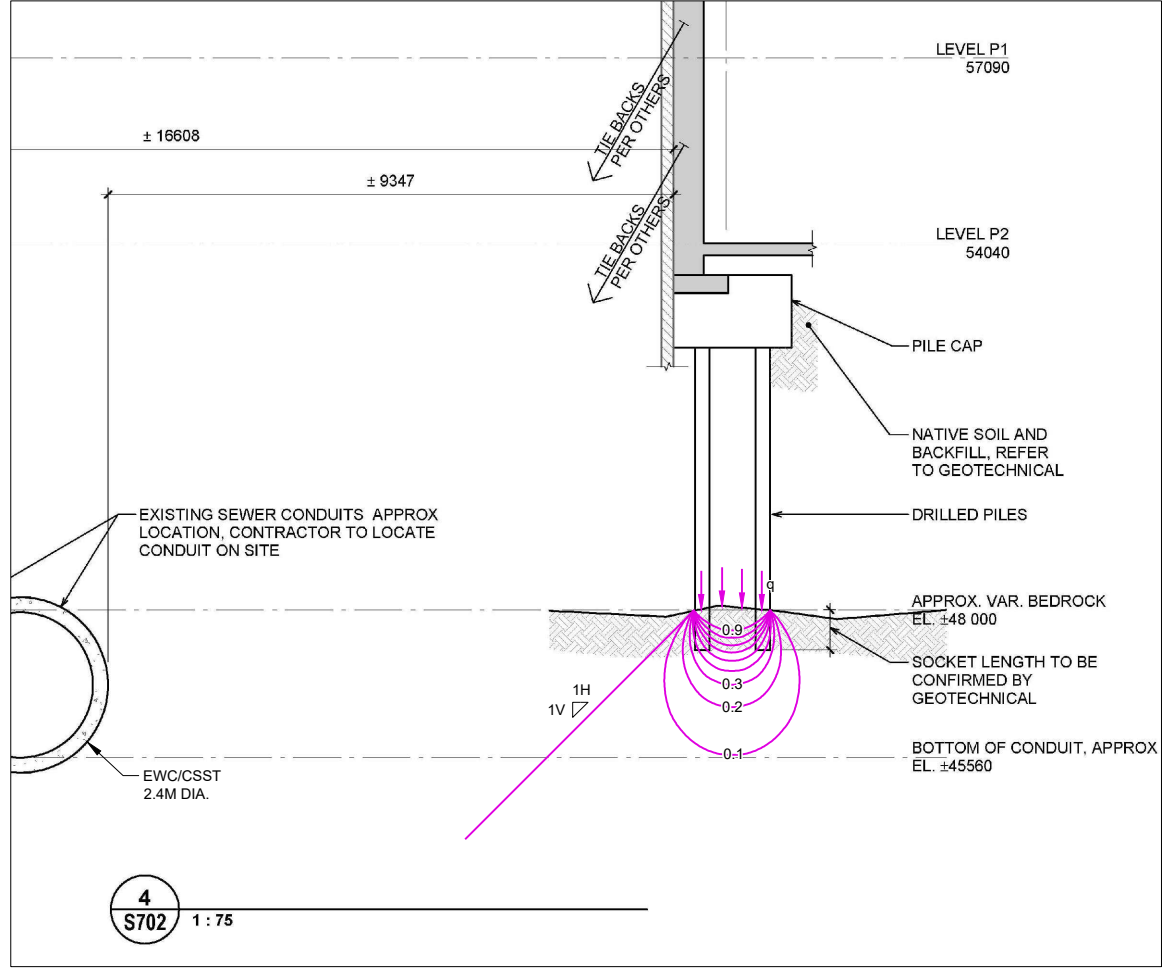 LEVEL P1
57090
± 16608
TIE BACKS
PER OTHERS
± 9347
TIE BACKS
PER OTHERS
LEVEL P2
54040
PILE CAP
NATIVE SOIL AND
BACKFILL, REFER
TO GEOTECHNICAL
EXISTING SEWER CONDUITS APPROX
LOCATION, CONTRACTOR TO LOCATE
CONDUIT ON SITE
DRILLED PILES
q
APPROX. VAR. BEDROCK
EL. ±48 000
0.9
SOCKET LENGTH TO BE
CONFIRMED BY
GEOTECHNICAL
0.3
0.2
1H
1V
0.1
BOTTOM OF CONDUIT, APPROX
EL. ±45560
EWC/CSST
2.4M DIA.
4
S702
1 : 75